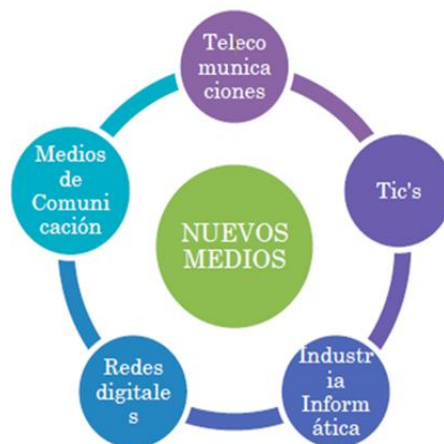 Teleco
munica
ciones
Medios
de
Comuni
cación
Tic's
NUEVOS
MEDIOS
Redes
digitale
s
Industr
ia
Inform
ática